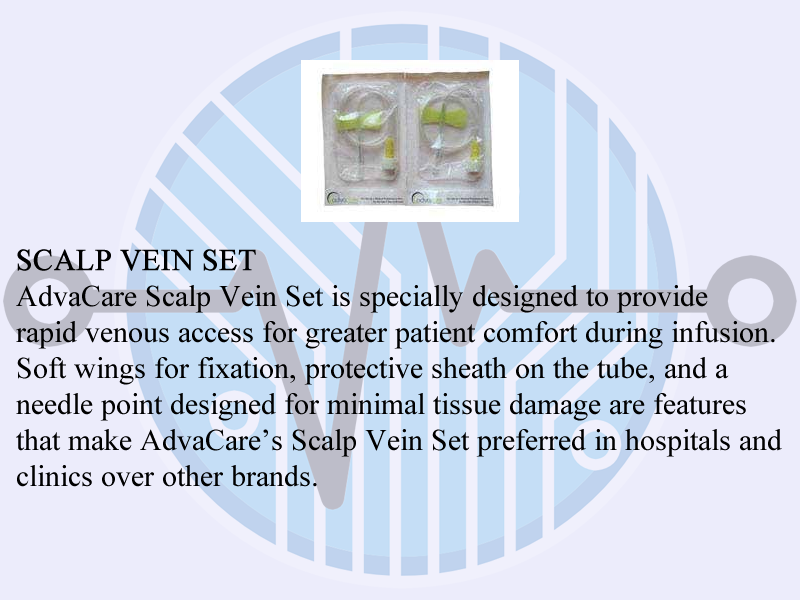 SCALP VEIN SET
AdvaCare Scalp Vein Set is specially designed to provide
rapid venous access for greater patient comfort during infusion.
Soft wings for fixation, protective sheath on the tube, and a
needle point designed for minimal tissue damage are features
that make AdvaCare’s Scalp Vein Set preferred in hospitals and
clinics over other brands.